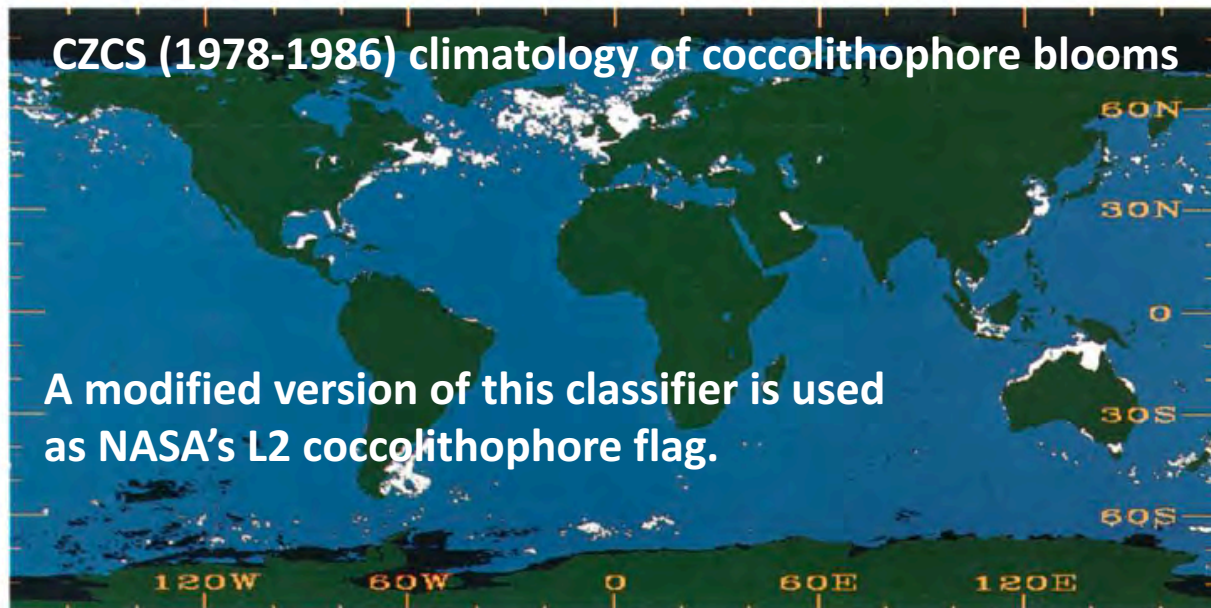 CZCS (1978-1986) climatology of coccolithophore blooms
60N
30N
0
A modified version of this classifier is used
as NASA's L2 coccolithophore flag.
30S
60S
120W 60W 0 60E 120E